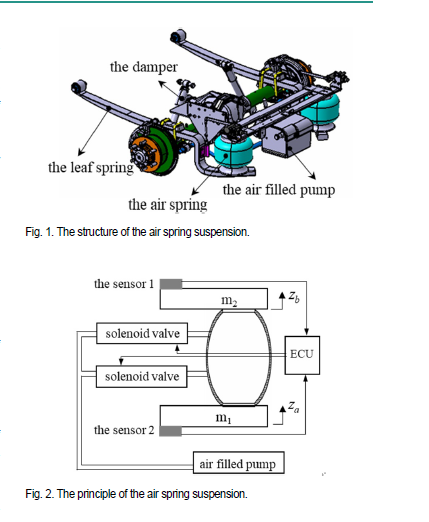 the damper
the leaf spring
the air filled pump
the air spring
Fig. 1. The structure of the air spring suspension.
the sensor 1
m₂
z_b
solenoid valve
ECU
solenoid valve
z_a
m₁
the sensor 2
air filled pump
Fig. 2. The principle of the air spring suspension.